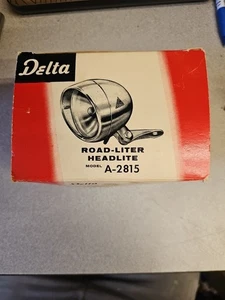 Delta
ROAD-LITER
HEADLITE
MODEL A-2815